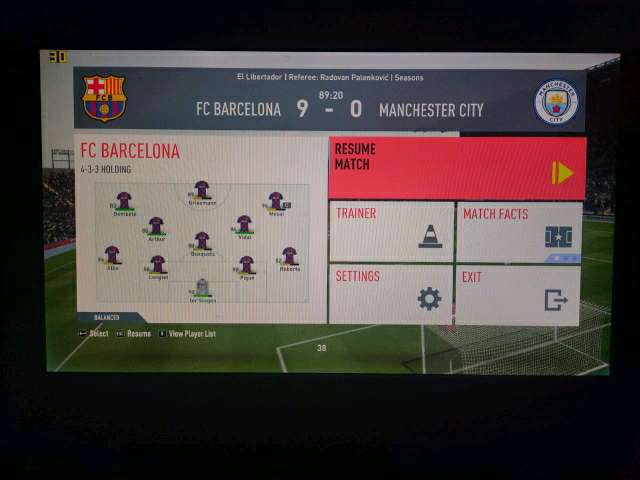 30
El Libertador | Referee: Radovan Palanković | Seasons
89:20
FC BARCELONA 9 - 0 MANCHESTER CITY
FC BARCELONA
4-3-3 HOLDING
Griezmann
Dembélé
Messi
Arthur
Vidal
Busquets
Alba
Lenglet
Piqué
Roberto
ter Stegen
BALANCED
RESUME
MATCH
TRAINER
MATCH FACTS
SETTINGS
EXIT
Select
Resume
View Player List
38